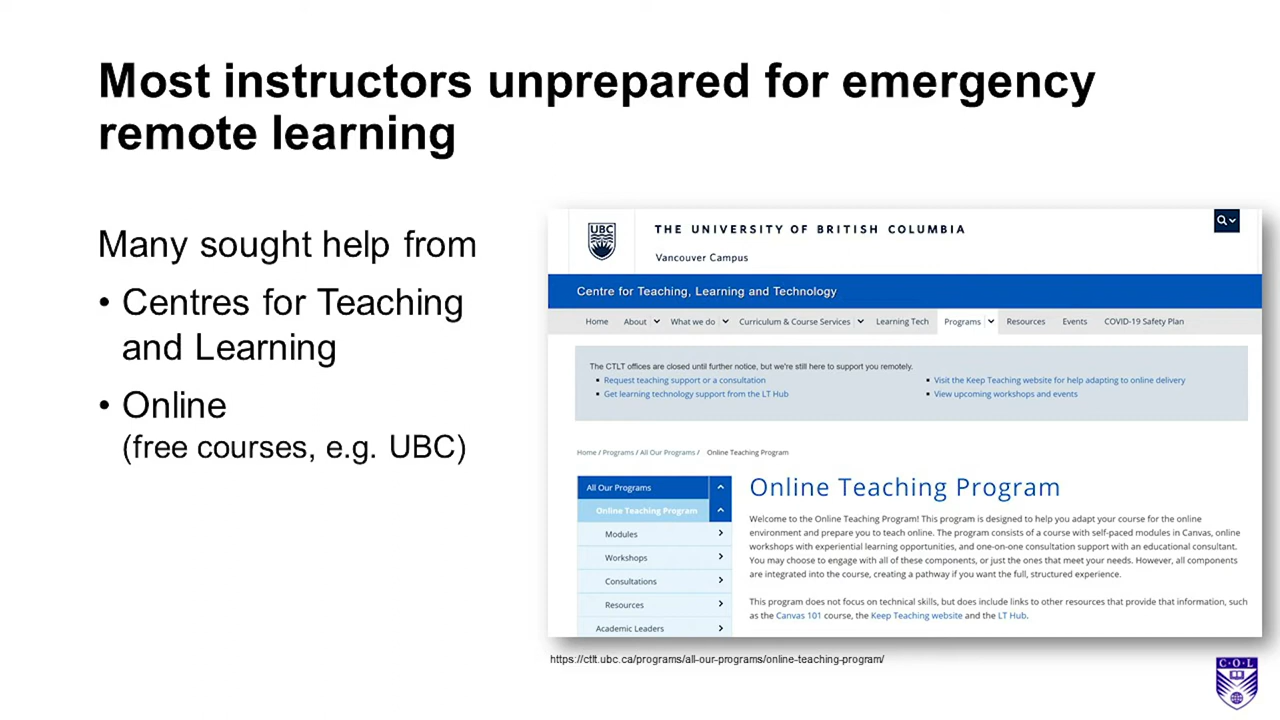 Most instructors unprepared for emergency
remote learning
Many sought help from
• Centres for Teaching
and Learning
• Online
(free courses, e.g. UBC)
UBC
THE UNIVERSITY OF BRITISH COLUMBIA
Vancouver Campus
Centre for Teaching, Learning and Technology
Home About What we do Curriculum & Course Services Learning Tech Programs Resources Events COVID-19 Safety Plan
The CTLT offices are closed until further notice, but we're still here to support you remotely.
▪ Request teaching support or a consultation
▪ Get learning technology support from the LT Hub
▪ Visit the Keep Teaching website for help adapting to online delivery
▪ View upcoming workshops and events
Home / Programs / All Our Programs / Online Teaching Program
All Our Programs
Online Teaching Program
Modules
Workshops
Consultations
Resources
Academic Leaders
Online Teaching Program
Welcome to the Online Teaching Program! This program is designed to help you adapt your course for the online
environment and prepare you to teach online. The program consists of a course with self-paced modules in Canvas, online
workshops with experiential learning opportunities, and one-on-one consultation support with an educational consultant.
You may choose to engage with all of these components, or just the ones that meet your needs. However, all components
are integrated into the course, creating a pathway if you want the full, structured experience.
This program does not focus on technical skills, but does include links to other resources that provide that information, such
as the Canvas 101 course, the Keep Teaching website and the LT Hub.
https://ctlt.ubc.ca/programs/all-our-programs/online-teaching-program/
C.O.L